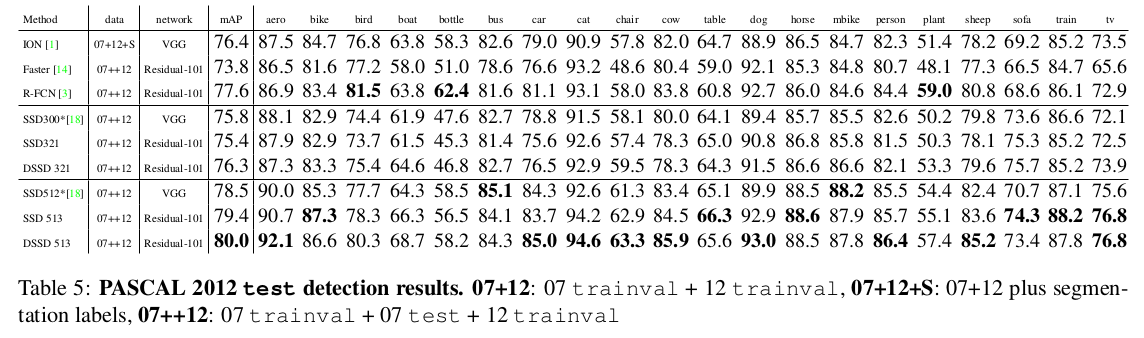 Method data network mAP aero bike bird boat bottle bus car cat chair cow table dog horse mbike person plant sheep sofa train tv
ION [1] 07+12+S VGG 76.4 87.5 84.7 76.8 63.8 58.3 82.6 79.0 90.9 57.8 82.0 64.7 88.9 86.5 84.7 82.3 51.4 78.2 69.2 85.2 73.5
Faster [14] 07++12 Residual-101 73.8 86.5 81.6 77.2 58.0 51.0 78.6 76.6 93.2 48.6 80.4 59.0 92.1 85.3 84.8 80.7 48.1 77.3 66.5 84.7 65.6
R-FCN [3] 07++12 Residual-101 77.6 86.9 83.4 81.5 63.8 62.4 81.6 81.1 93.1 58.0 83.8 60.8 92.7 86.0 84.6 84.4 59.0 80.8 68.6 86.1 72.9
SSD300*[18] 07++12 VGG 75.8 88.1 82.9 74.4 61.9 47.6 82.7 78.8 91.5 58.1 80.0 64.1 89.4 85.7 85.5 82.6 50.2 79.8 73.6 86.6 72.1
SSD321 07++12 Residual-101 75.4 87.9 82.9 73.7 61.5 45.3 81.4 75.6 92.6 57.4 78.3 65.0 90.8 86.8 85.8 81.5 50.3 78.1 75.3 85.2 72.5
DSSD 321 07++12 Residual-101 76.3 87.3 83.3 75.4 64.6 46.8 82.7 76.5 92.9 59.5 78.3 64.3 91.5 86.6 86.6 82.1 53.3 79.6 75.7 85.2 73.9
SSD512*[18] 07++12 VGG 78.5 90.0 85.3 77.7 64.3 58.5 85.1 84.3 92.6 61.3 83.4 65.1 89.9 88.5 88.2 85.5 54.4 82.4 70.7 87.1 75.6
SSD 513 07++12 Residual-101 79.4 90.7 87.3 78.3 66.3 56.5 84.1 83.7 94.2 62.9 84.5 66.3 92.9 88.6 87.9 85.7 55.1 83.6 74.3 88.2 76.8
DSSD 513 07++12 Residual-101 80.0 92.1 86.6 80.3 68.7 58.2 84.3 85.0 94.6 63.3 85.9 65.6 93.0 88.5 87.8 86.4 57.4 85.2 73.4 87.8 76.8
Table 5: PASCAL 2012 test detection results. 07+12: 07 trainval + 12 trainval, 07+12+S: 07+12 plus segmen-
tation labels, 07++12: 07 trainval + 07 test + 12 trainval